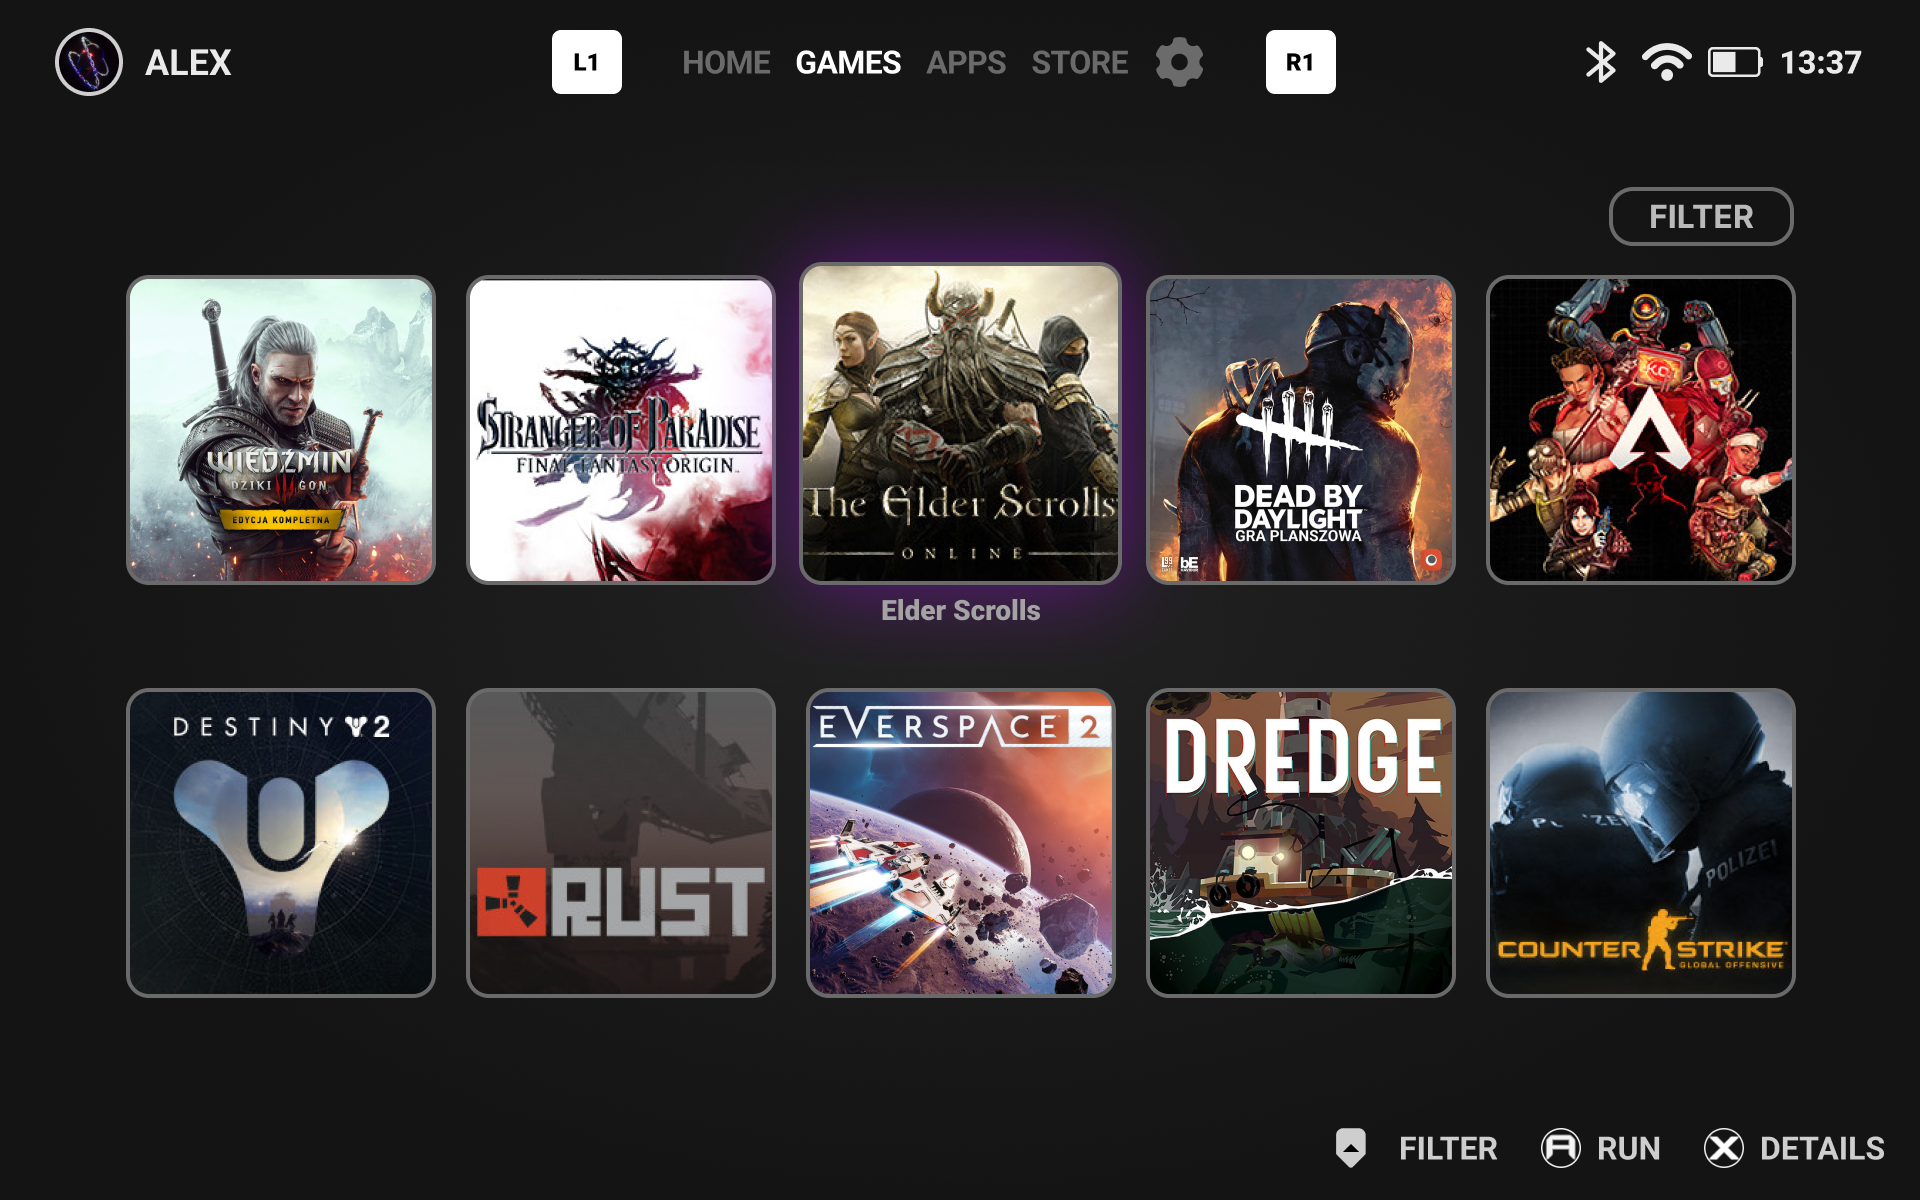 ALEX
L1
HOME GAMES APPS STORE
R1
13:37
FILTER
WIEDŹMIN
DZIKI GON
EDYCJA KOMPLETNA
STRANGER OF PARADISE
FINAL FANTASY ORIGIN
The Elder Scrolls
ONLINE
DEAD BY
DAYLIGHT
GRA PLANSZOWA
bE
Elder Scrolls
DESTINY 2
RUST
EVERSPACE 2
DREDGE
POLIZEI
COUNTER STRIKE
GLOBAL OFFENSIVE
FILTER
A RUN
X DETAILS